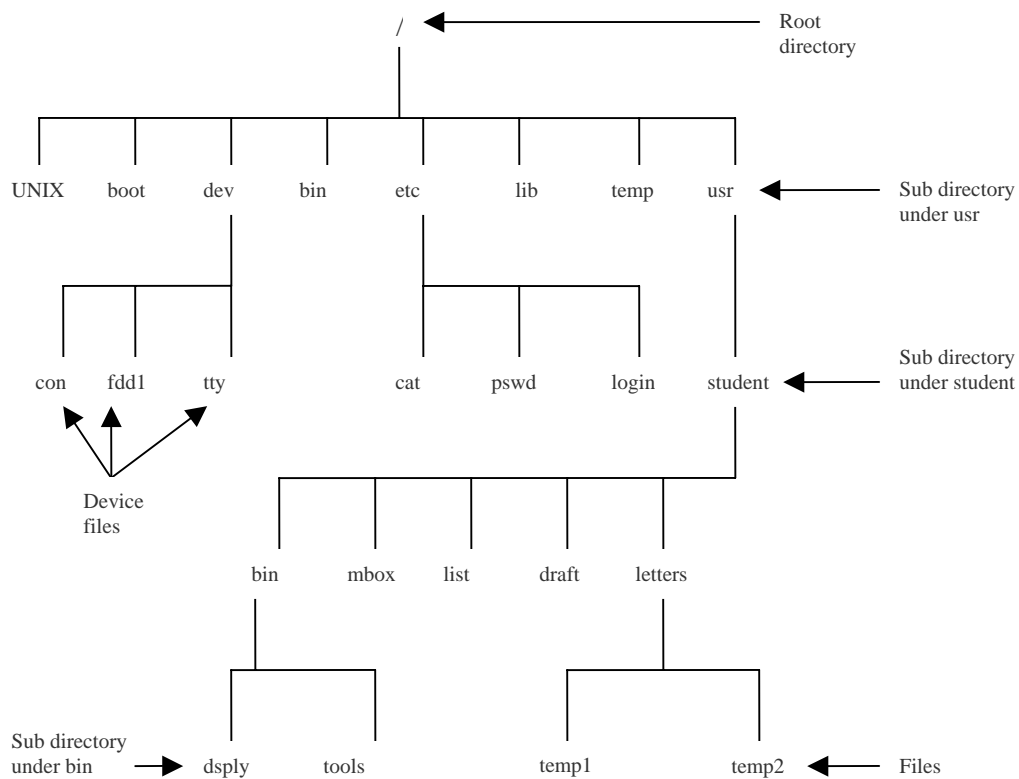 /
Root
directory
UNIX boot dev bin etc lib temp usr
Sub directory
under usr
con fdd1 tty cat pswd login student
Sub directory
under student
Device
files
bin mbox list draft letters
Sub directory
under bin
dsply tools temp1 temp2
Files